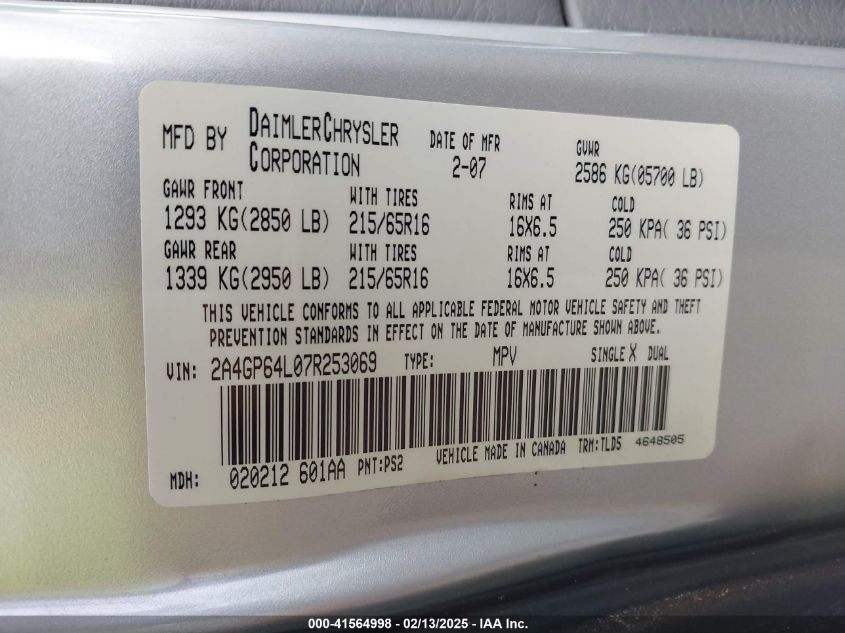 MFD BY DAIMLERCHRYSLER CORPORATION DATE OF MFR 2-07 GVWR 2586 KG(05700 LB)
GAWR FRONT WITH TIRES RIMS AT COLD
1293 KG(2850 LB) 215/65R16 16X6.5 250 KPA( 36 PSI)
GAWR REAR WITH TIRES RIMS AT COLD
1339 KG(2950 LB) 215/65R16 16X6.5 250 KPA( 36 PSI)
THIS VEHICLE CONFORMS TO ALL APPLICABLE FEDERAL MOTOR VEHICLE SAFETY AND THEFT
PREVENTION STANDARDS IN EFFECT ON THE DATE OF MANUFACTURE SHOWN ABOVE.
VIN: 2A4GP64L07R253069 TYPE: MPV SINGLE X DUAL
MDH: 020212 601AA PNT:PS2 VEHICLE MADE IN CANADA TRM:TLD5 4648505
000-41564998 - 02/13/2025 - IAA Inc.